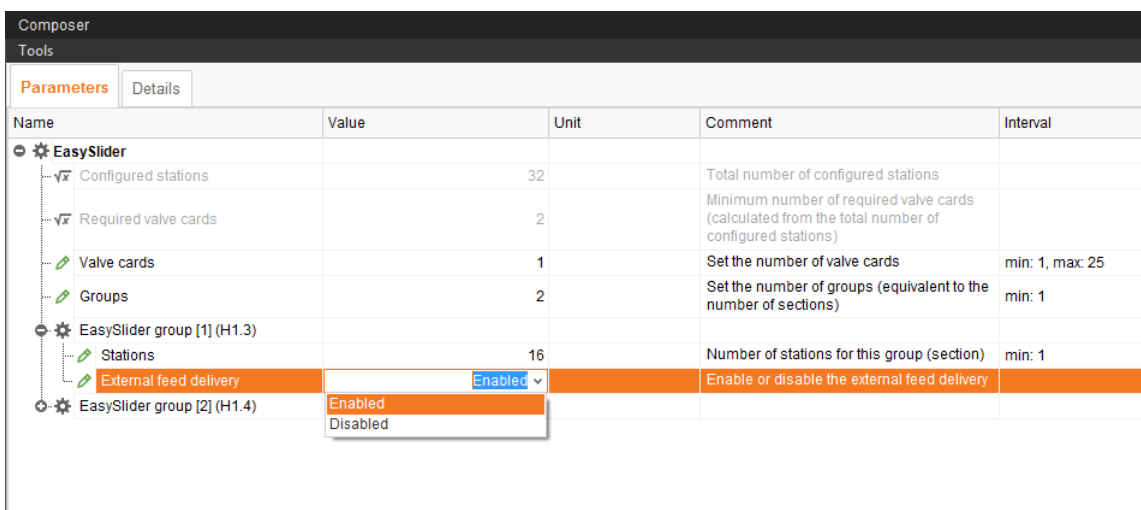 Composer
Tools
Parameters Details
Name Value Unit Comment Interval
EasySlider
√x Configured stations 32 Total number of configured stations
√x Required valve cards 2 Minimum number of required valve cards
(calculated from the total number of
configured stations)
Valve cards 1 Set the number of valve cards min: 1, max: 25
Groups 2 Set the number of groups (equivalent to the
number of sections) min: 1
EasySlider group [1] (H1.3)
Stations 16 Number of stations for this group (section) min: 1
External feed delivery Enabled Enable or disable the external feed delivery
EasySlider group [2] (H1.4) Enabled
Disabled